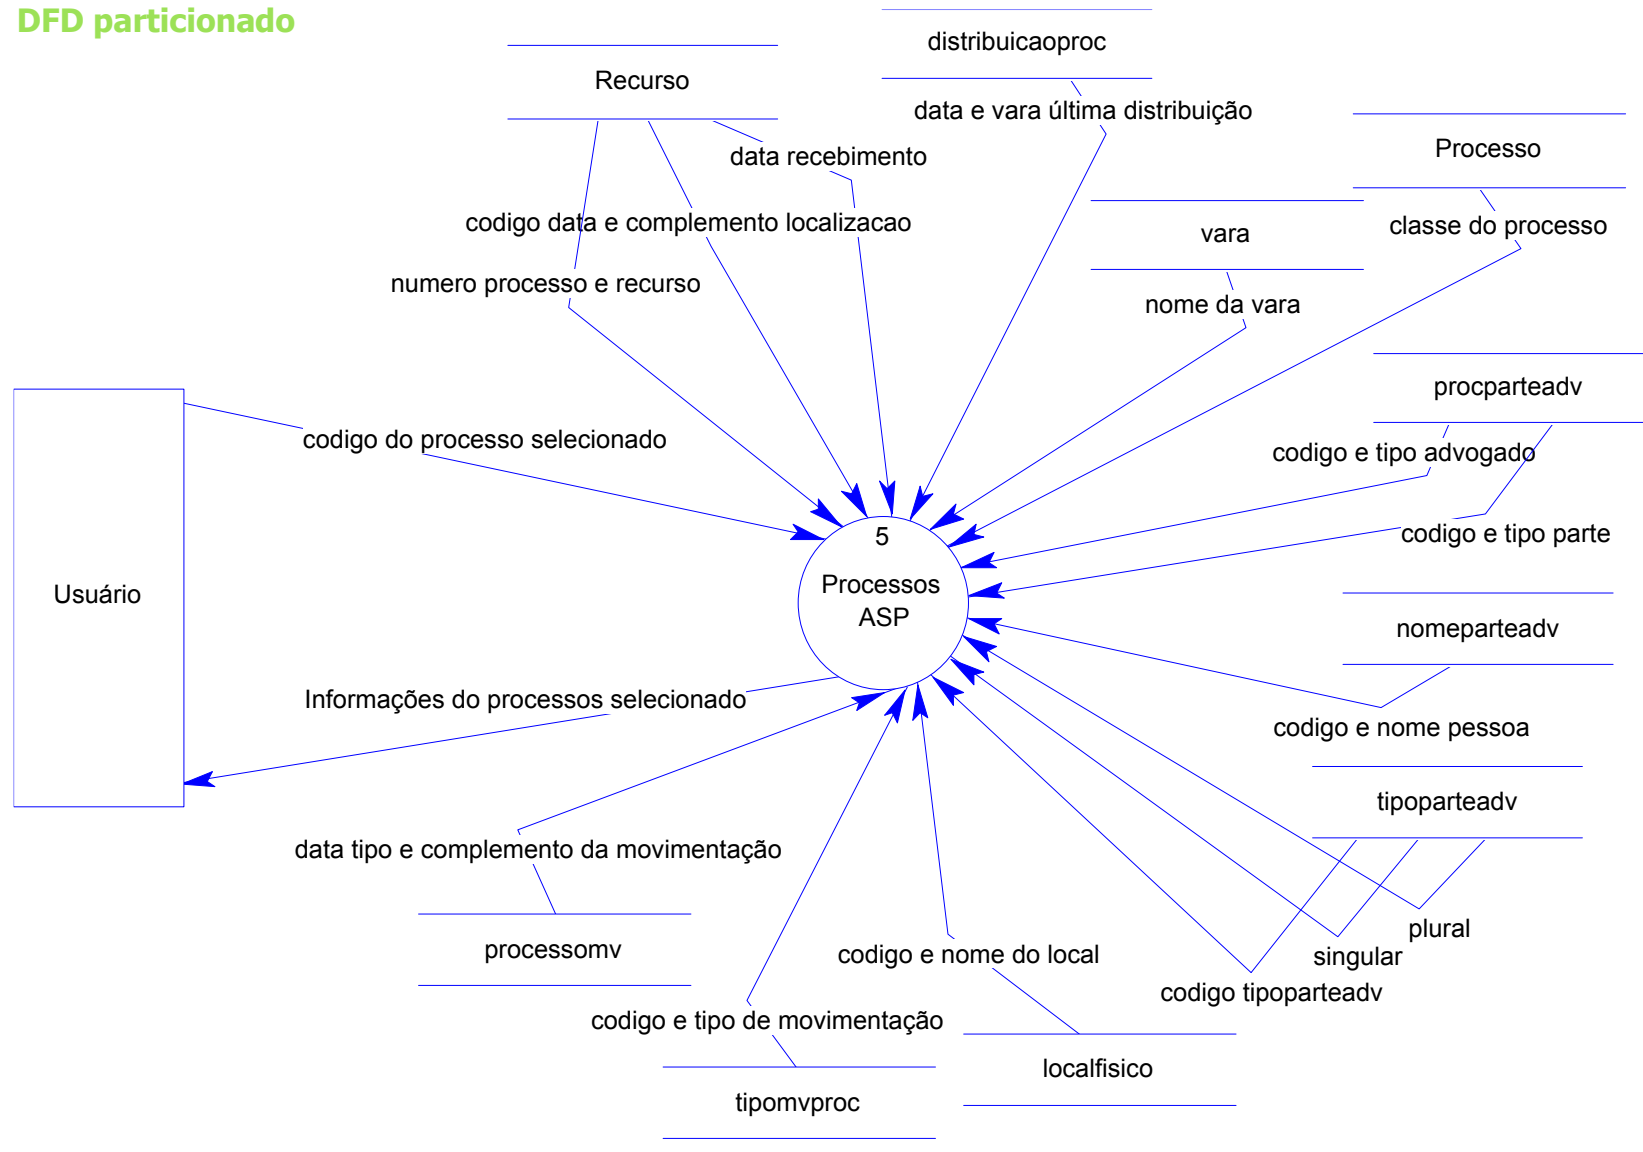 DFD particionado
distribuicaoproc
Recurso
data e vara última distribuição
Processo
data recebimento
codigo data e complemento localizacao
classe do processo
vara
numero processo e recurso
nome da vara
procparteadv
codigo do processo selecionado
codigo e tipo advogado
5
codigo e tipo parte
Usuário
Processos
ASP
nomeparteadv
Informações do processos selecionado
codigo e nome pessoa
tipoparteadv
data tipo e complemento da movimentação
plural
processomv
codigo e nome do local
singular
codigo tipoparteadv
codigo e tipo de movimentação
localfisico
tipomvproc